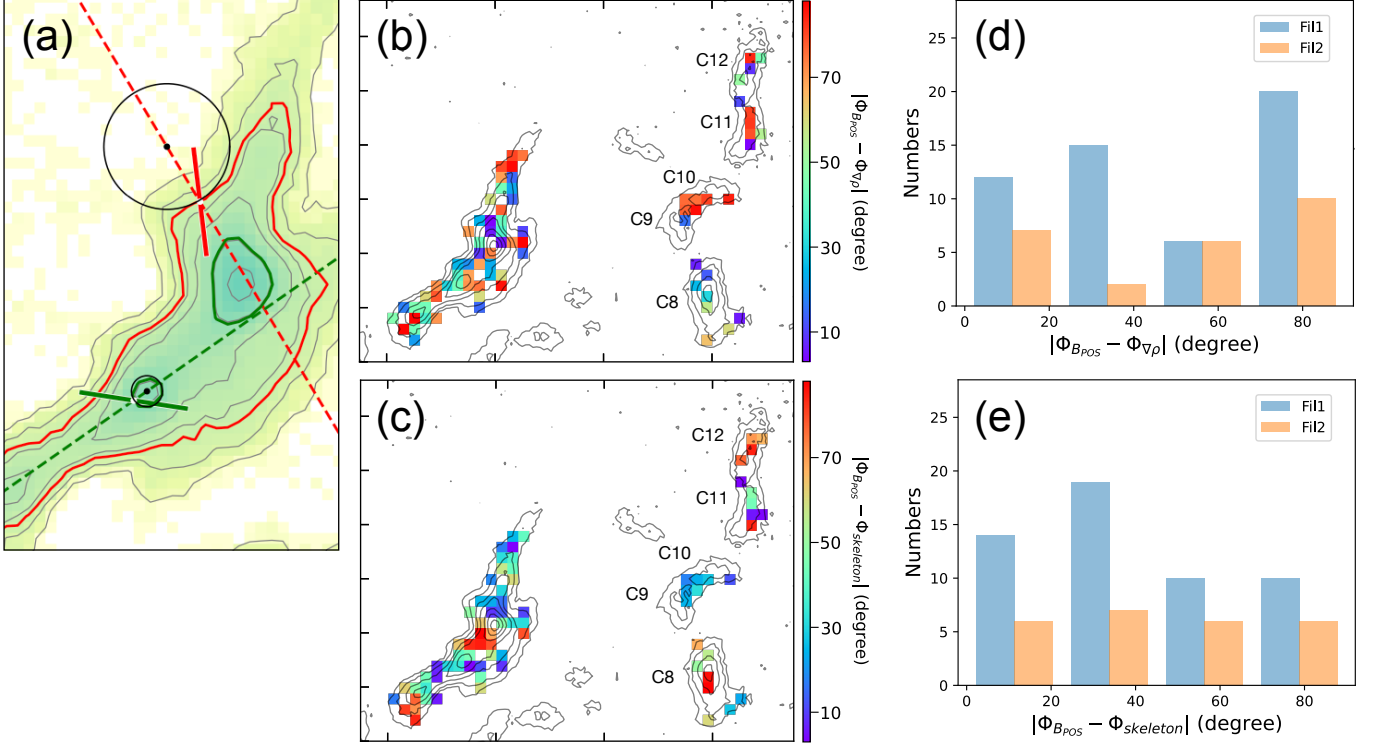 (a)
(b)
C12
C11
C10
C9
C8
70
50
30
10
|Φ_{B_{POS}} − Φ_{∇ρ}| (degree)
(c)
C12
C11
C10
C9
C8
70
50
30
10
|Φ_{B_{POS}} − Φ_{skeleton}| (degree)
(d)
Fil1
Fil2
Numbers
25
20
15
10
5
0
0 20 40 60 80
|Φ_{B_{POS}} − Φ_{∇ρ}| (degree)
(e)
Fil1
Fil2
Numbers
25
20
15
10
5
0
0 20 40 60 80
|Φ_{B_{POS}} − Φ_{skeleton}| (degree)